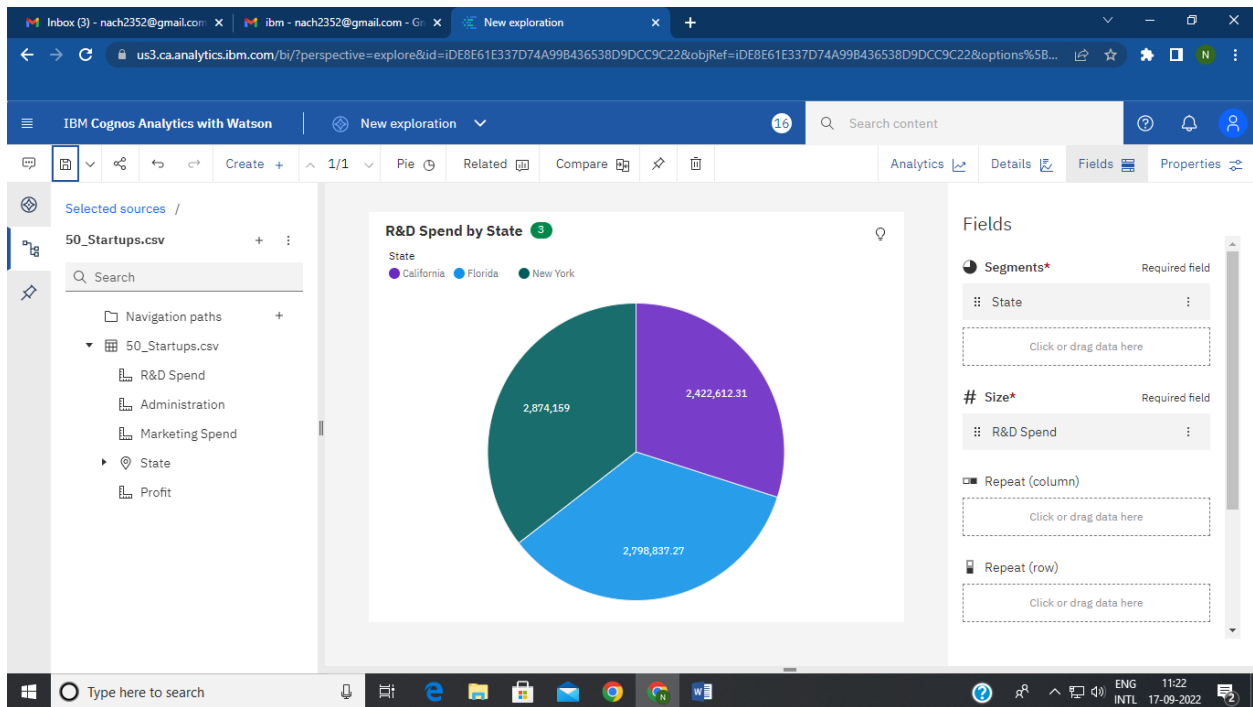 Inbox (3) - nach2352@gmail.com
ibm - nach2352@gmail.com - Gm
New exploration
us3.ca.analytics.ibm.com/bi/?perspective=explore&id=iDE8E61E337D74A99B436538D9DCC9C22&objRef=iDE8E61E337D74A99B436538D9DCC9C22&options%5B...
N
IBM Cognos Analytics with Watson
New exploration
16
Search content
Create +
1/1
Pie
Related
Compare
Analytics
Details
Fields
Properties
Selected sources /
50_Startups.csv
Search
Navigation paths
50_Startups.csv
R&D Spend
Administration
Marketing Spend
State
Profit
R&D Spend by State 3
State
California
Florida
New York
2,874,159
2,422,612.31
2,798,837.27
Fields
Segments*
Required field
State
Click or drag data here
# Size*
Required field
R&D Spend
Repeat (column)
Click or drag data here
Repeat (row)
Click or drag data here
Type here to search
ENG
INTL
11:22
17-09-2022
2